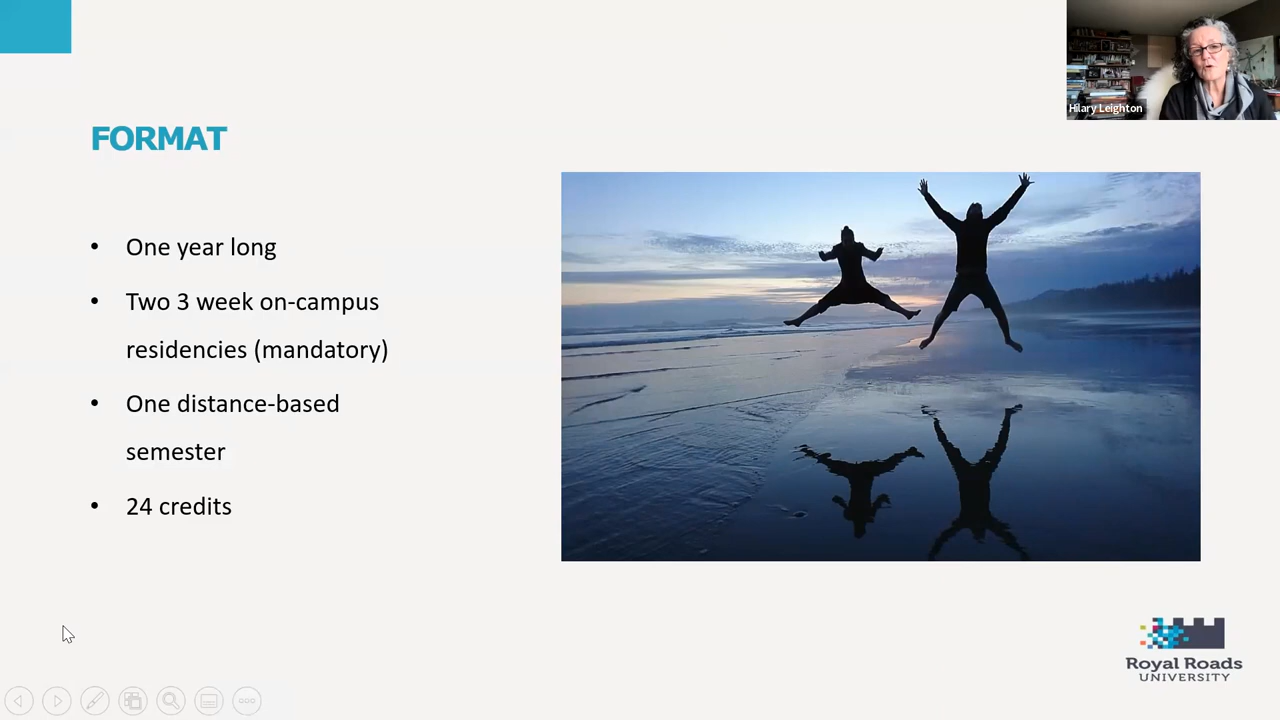 Hilary Leighton
FORMAT
• One year long
• Two 3 week on-campus
residencies (mandatory)
• One distance-based
semester
• 24 credits
Royal Roads
UNIVERSITY